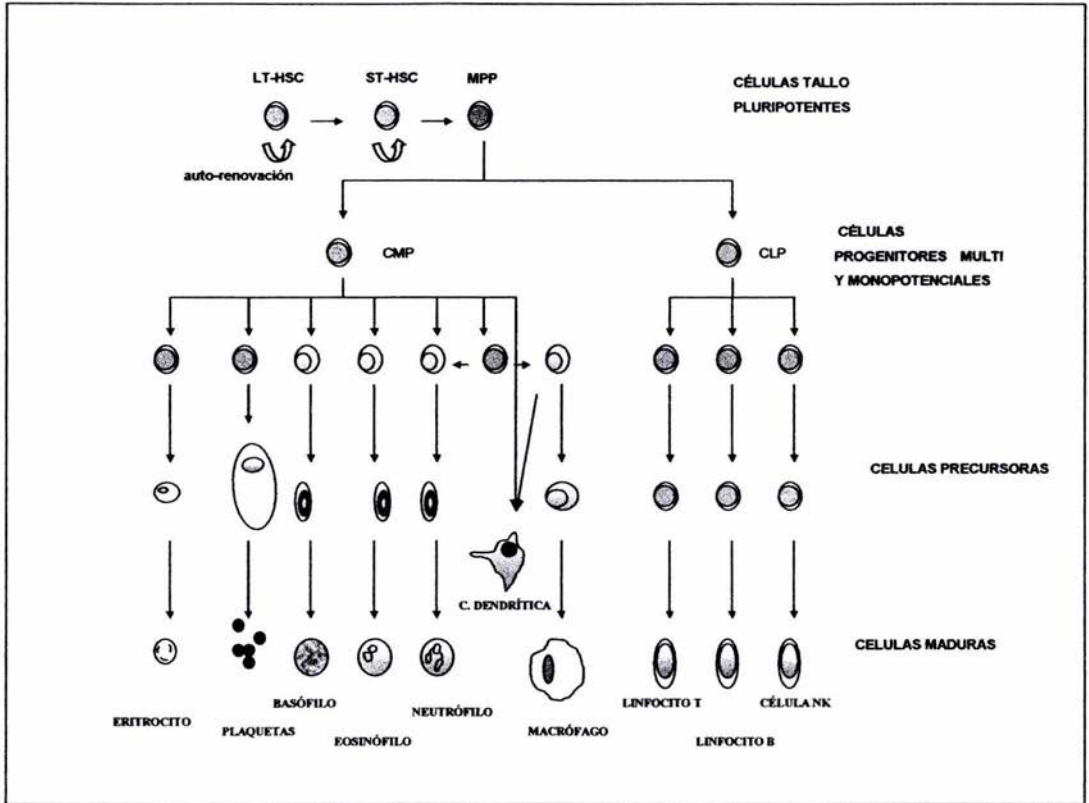 LT-HSC
ST-HSC
MPP
CÉLULAS TALLO
PLURIPOTENTES
auto-renovación
CMP
CLP
CÉLULAS
PROGENITORES MULTI
Y MONOPOTENCIALES
CELULAS PRECURSORAS
C. DENDRÍTICA
CELULAS MADURAS
ERITROCITO
PLAQUETAS
BASÓFILO
EOSINÓFILO
NEUTRÓFILO
MACRÓFAGO
LINFOCITO T
LINFOCITO B
CÉLULA NK